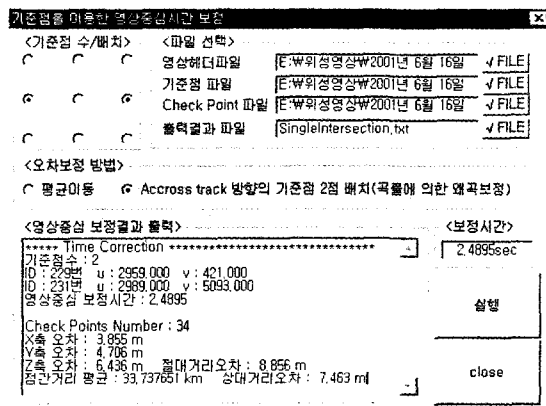 기준점을 이용한 영상중심시간 보정
<기준점 수/배치>
<파일 선택>
영상헤더파일 E:₩위성영상₩2001년 6월 16일 √ FILE
기준점 파일 E:₩위성영상₩2001년 6월 16일 √ FILE
Check Point 파일 E:₩위성영상₩2001년 6월 16일 √ FILE
출력결과 파일 SingleIntersection,txt √ FILE
<오차보정 방법>
평균이동 Accross track 방향의 기준점 2점 배치(곡률에 의한 왜곡보정)
<영상중심 보정결과 출력>
***** Time Correction ******************************
기준점수 : 2
ID : 229번 u : 2959,000 v : 421,000
ID : 231번 u : 2989,000 v : 5093,000
영상중심 보정시간 : 2,4895
Check Points Number : 34
X축 오차 : 3,855 m
Y축 오차 : 4,706 m
Z축 오차 : 6,436 m 절대거리오차 : 8,856 m
점간거리 평균 : 33,737651 km 상대거리오차 : 7,463 m
<보정시간>
2,4895sec
실행
close